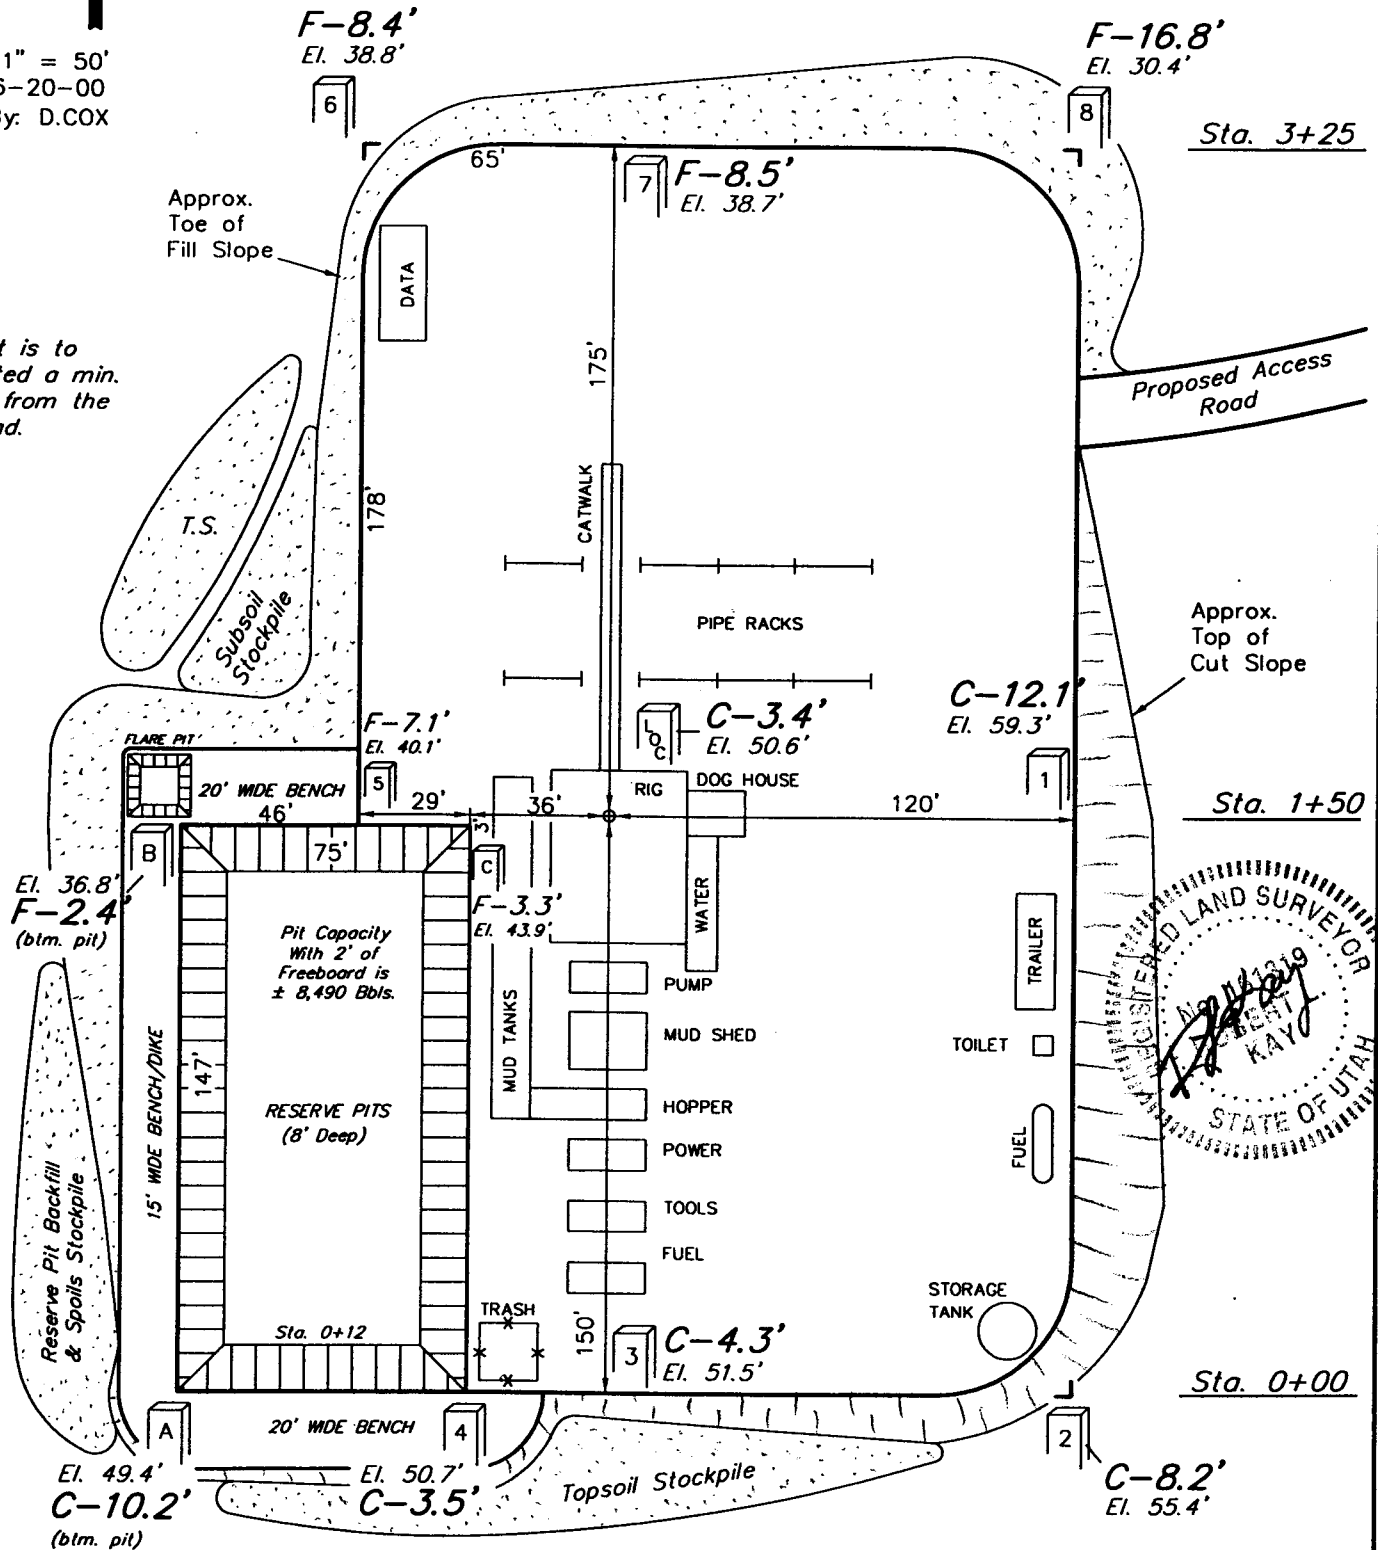 1" = 50'
6-20-00
By: D.COX
F-8.4'
El. 38.8'
6
F-16.8'
El. 30.4'
8
Sta. 3+25
65'
7
F-8.5'
El. 38.7'
Approx.
Toe of
Fill Slope
DATA
175'
t is to
ted a min.
from the
ad.
Proposed Access
Road
CATWALK
178'
T.S.
Subsoil
Stockpile
PIPE RACKS
Approx.
Top of
Cut Slope
C-12.1'
El. 59.3'
1
LOC
C-3.4'
El. 50.6'
F-7.1'
El. 40.1'
5
FLARE PIT
20' WIDE BENCH
46'
29'
3'
36'
RIG
DOG HOUSE
120'
Sta. 1+50
B
75'
C
El. 36.8'
F-2.4'
(btm. pit)
F-3.3'
El. 43.9'
WATER
Pit Capacity
With 2' of
Freeboard is
± 8,490 Bbls.
TRAILER
REGISTERED LAND SURVEYOR
ROBERT
KAY
STATE OF UTAH
PUMP
MUD TANKS
MUD SHED
TOILET
147'
15' WIDE BENCH/DIKE
RESERVE PITS
(8' Deep)
HOPPER
POWER
FUEL
TOOLS
FUEL
Reserve Pit Backfill
& Spoils Stockpile
STORAGE
TANK
TRASH
Sta. 0+12
150'
3
C-4.3'
El. 51.5'
Sta. 0+00
A
20' WIDE BENCH
4
2
El. 49.4'
C-10.2'
(btm. pit)
El. 50.7'
C-3.5'
Topsoil Stockpile
C-8.2'
El. 55.4'